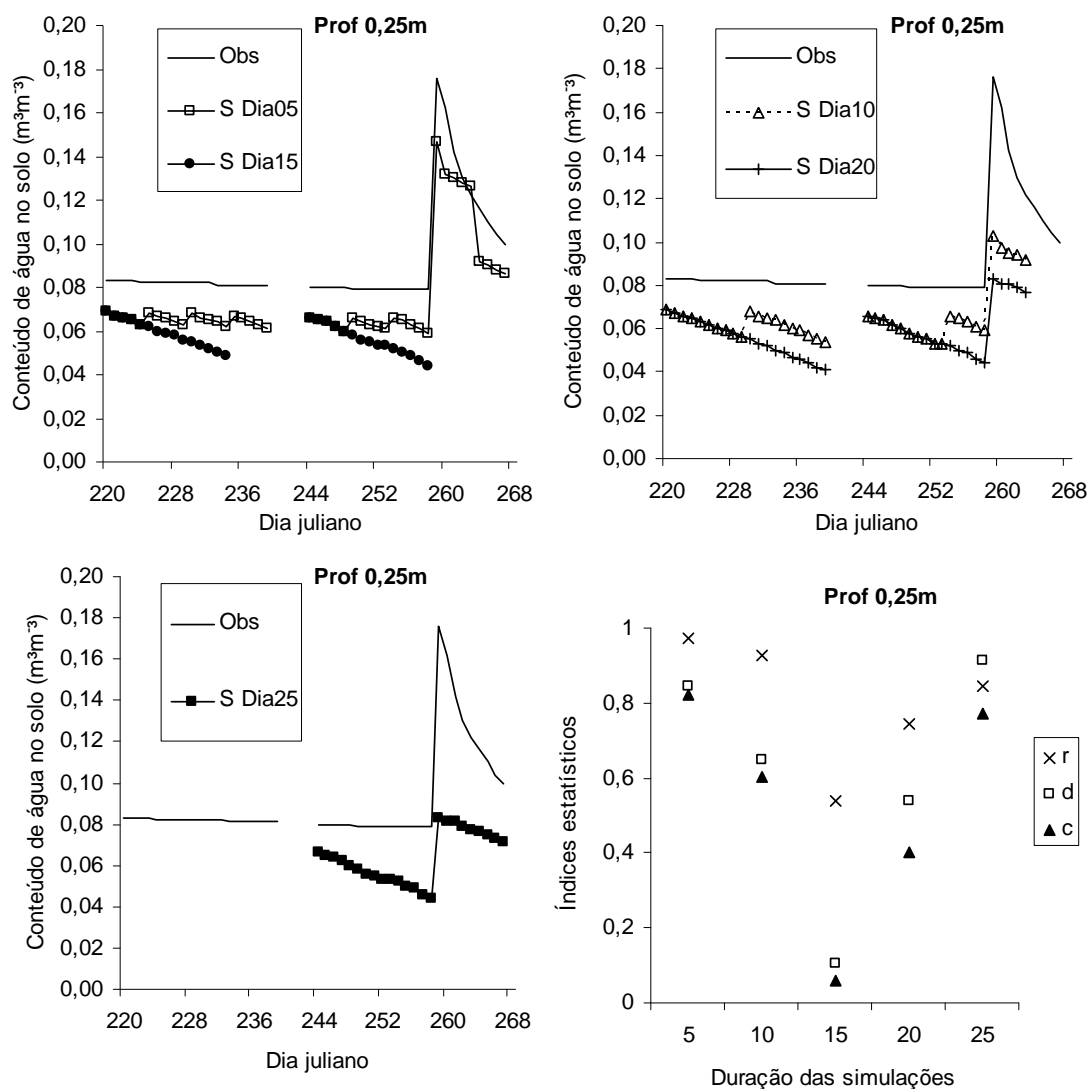 Prof 0,25m
Conteúdo de água no solo (m³m⁻³)
0,20
0,18
0,16
0,14
0,12
0,10
0,08
0,06
0,04
0,02
0,00
Obs
S Dia05
S Dia15
220 228 236 244 252 260 268
Dia juliano
Prof 0,25m
Conteúdo de água no solo (m³m⁻³)
0,20
0,18
0,16
0,14
0,12
0,10
0,08
0,06
0,04
0,02
0,00
Obs
S Dia10
S Dia20
220 228 236 244 252 260 268
Dia juliano
Prof 0,25m
Conteúdo de água no solo (m³m⁻³)
0,20
0,18
0,16
0,14
0,12
0,10
0,08
0,06
0,04
0,02
0,00
Obs
S Dia25
220 228 236 244 252 260 268
Dia juliano
Prof 0,25m
Índices estatísticos
1
0,8
0,6
0,4
0,2
0
r
d
c
5 10 15 20 25
Duração das simulações